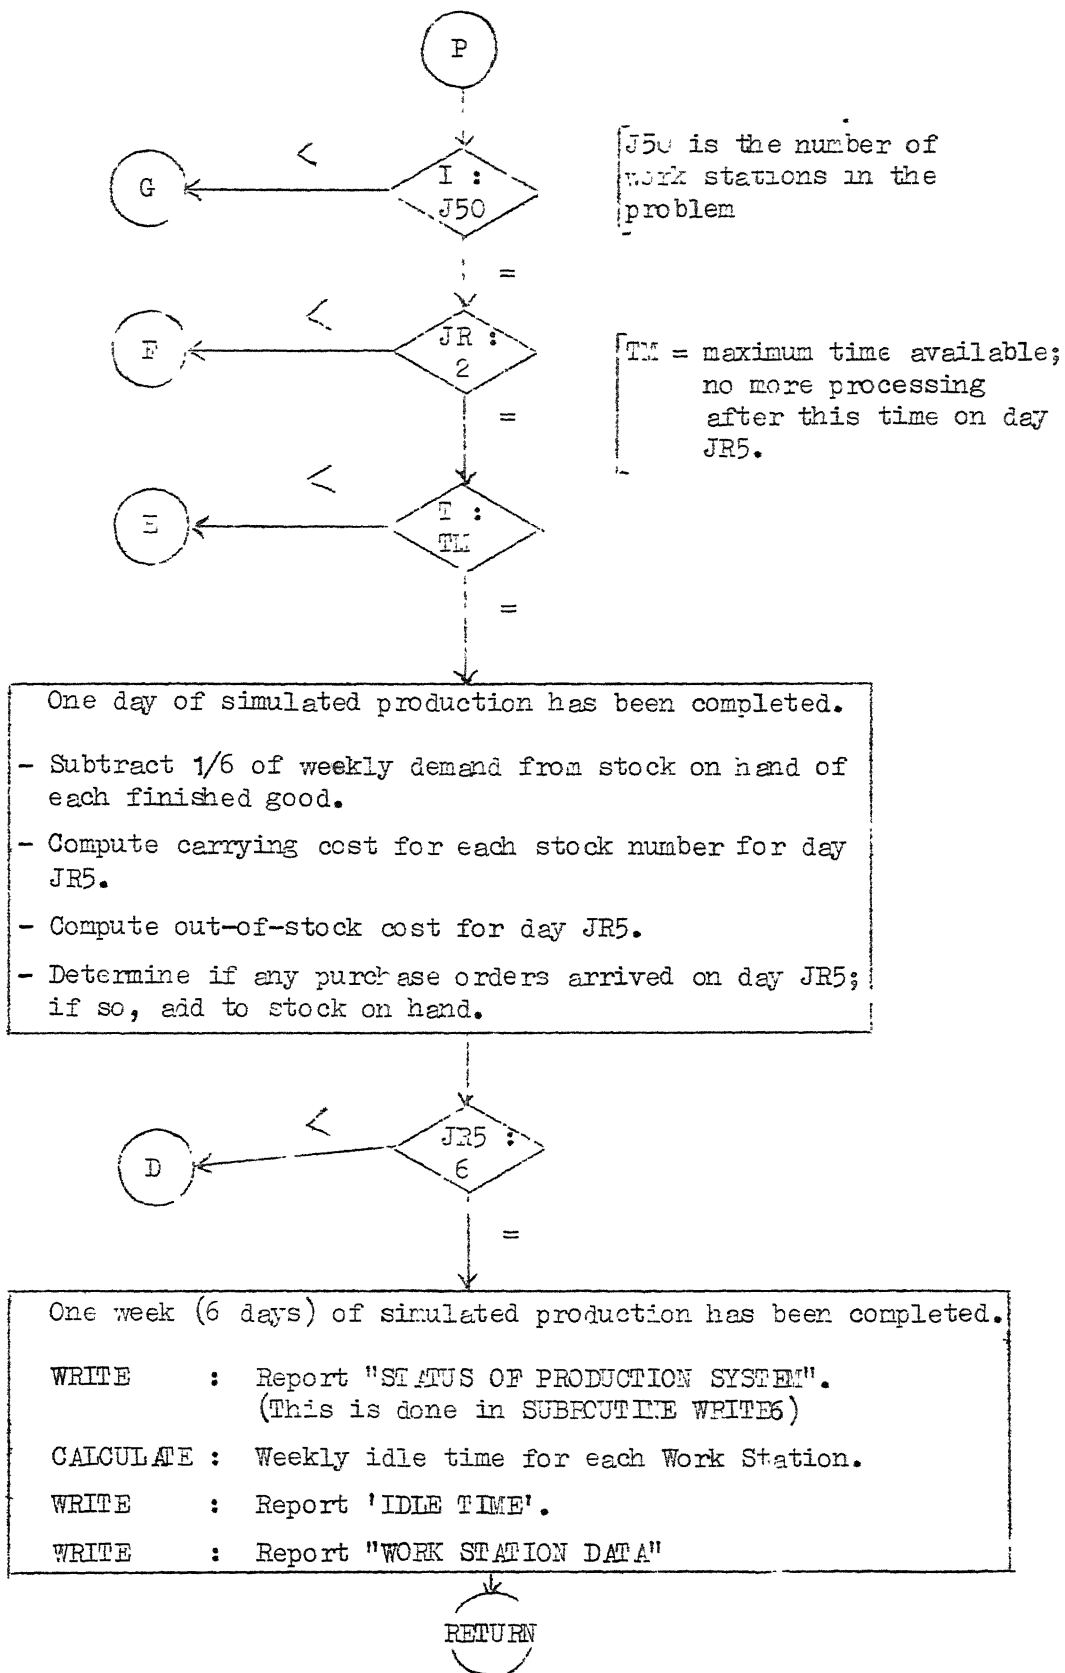 P
<
G
I :
J50
J50 is the number of
work stations in the
problem
=
<
F
JR :
2
TM = maximum time available;
no more processing
after this time on day
JR5.
=
<
E
T :
TM
=
One day of simulated production has been completed.
- Subtract 1/6 of weekly demand from stock on hand of
each finished good.
- Compute carrying cost for each stock number for day
JR5.
- Compute out-of-stock cost for day JR5.
- Determine if any purchase orders arrived on day JR5;
if so, add to stock on hand.
<
D
JR5 :
6
=
One week (6 days) of simulated production has been completed.
WRITE : Report "STATUS OF PRODUCTION SYSTEM".
(This is done in SUBROUTINE WRITE6)
CALCULATE : Weekly idle time for each Work Station.
WRITE : Report 'IDLE TIME'.
WRITE : Report "WORK STATION DATA"
RETURN